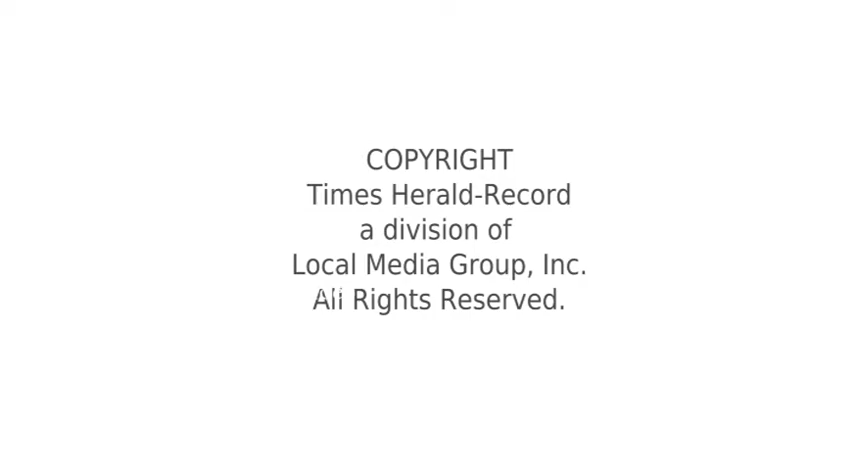 COPYRIGHT
Times Herald-Record
a division of
Local Media Group, Inc.
All Rights Reserved.